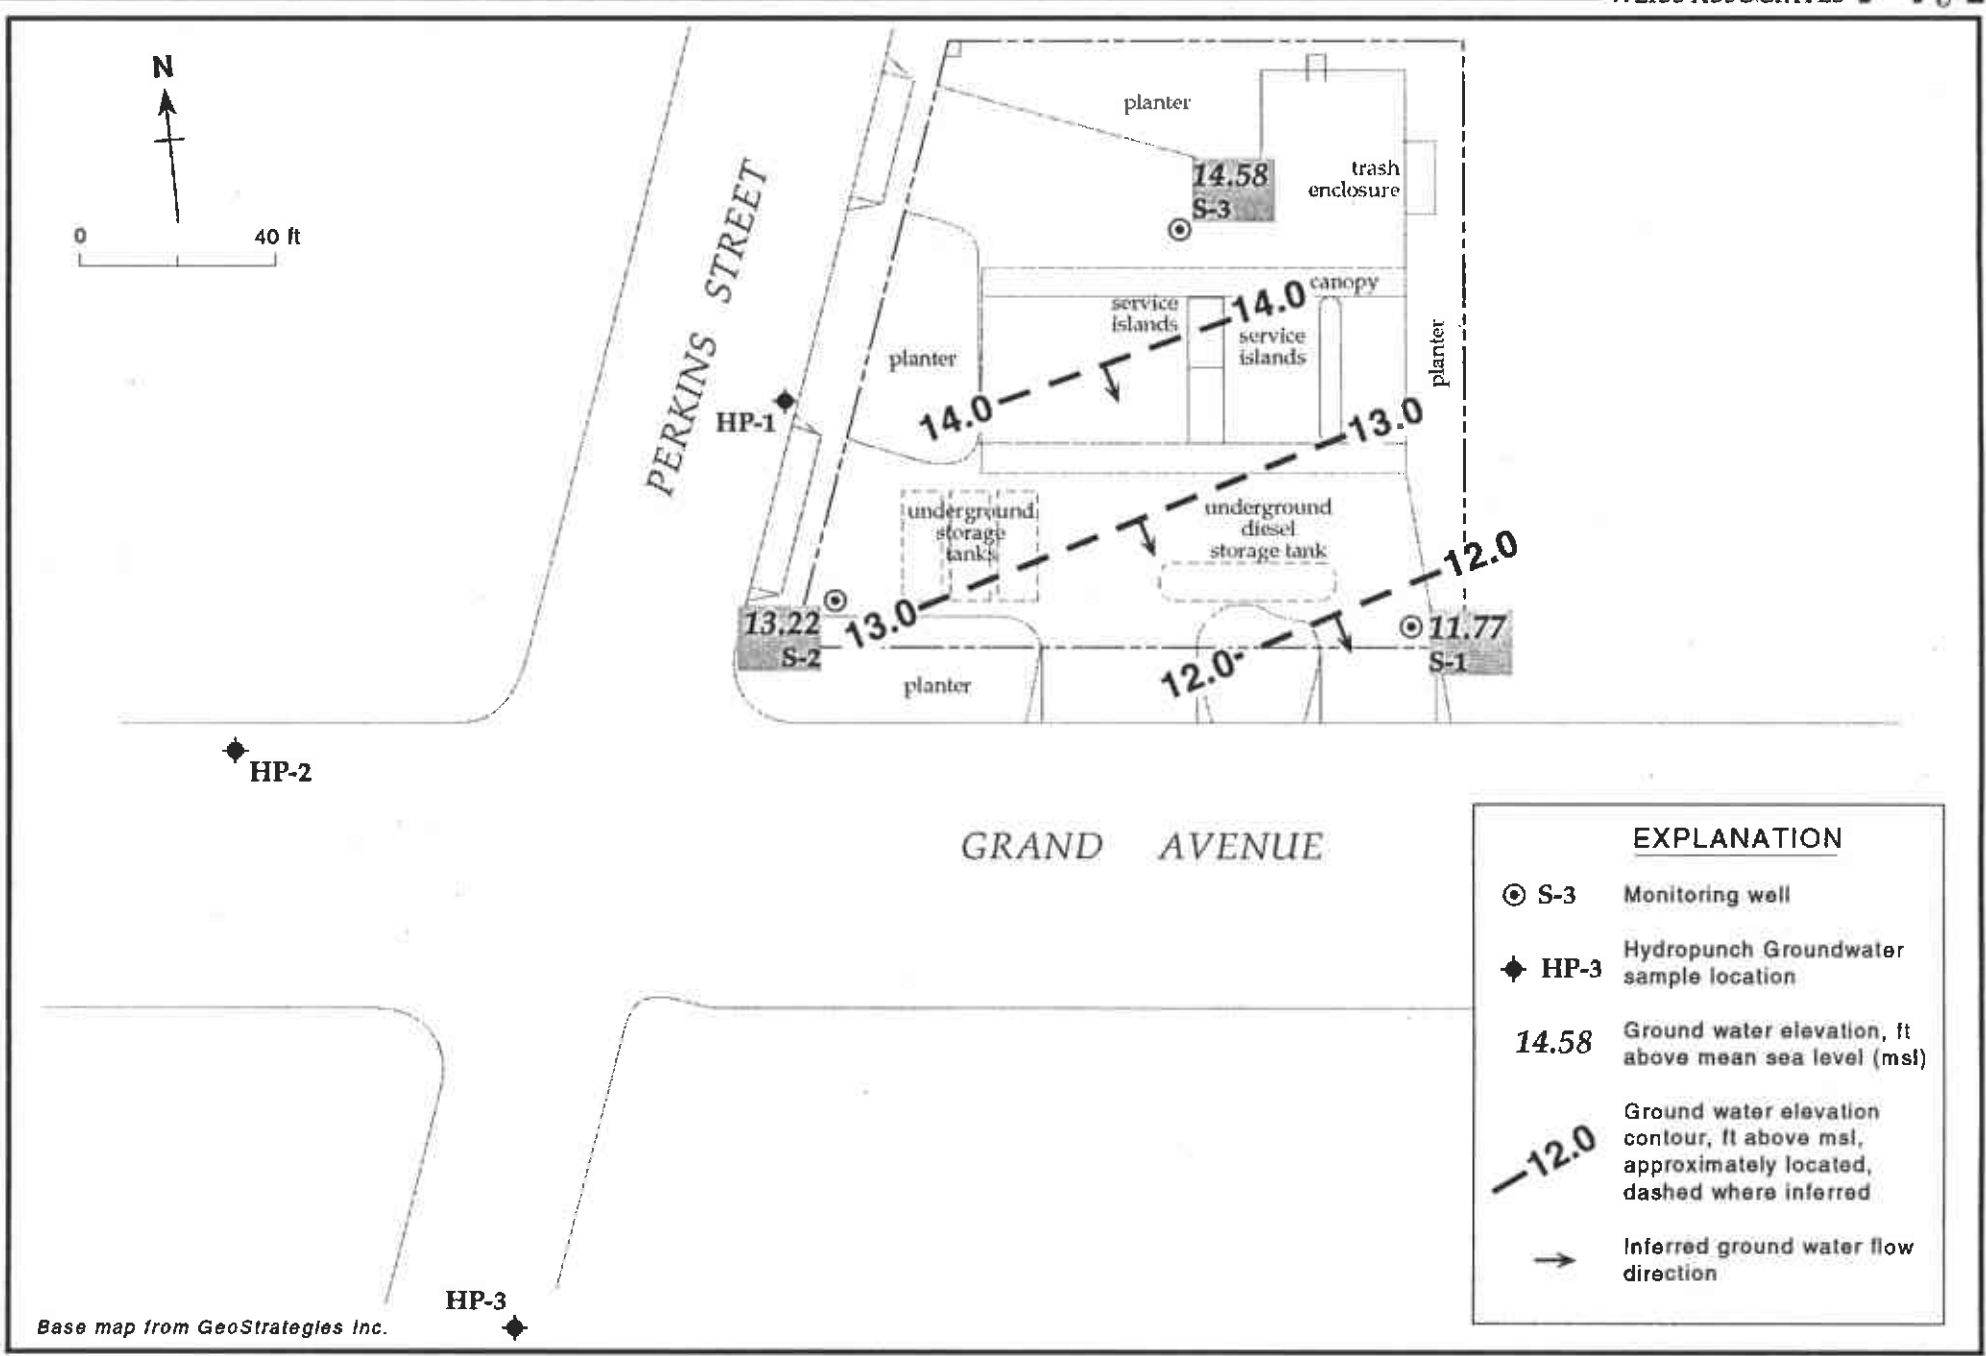 WEISS ASSOCIATES
N
0 40 ft
planter
14.58
S-3
trash
enclosure
PERKINS STREET
canopy
service
islands
14.0
service
islands
planter
planter
14.0
HP-1
13.0
underground
storage
tanks
underground
diesel
storage tank
12.0
13.22
S-2
13.0
11.77
S-1
12.0
planter
HP-2
GRAND AVENUE
EXPLANATION
S-3 Monitoring well
HP-3 Hydropunch Groundwater
sample location
14.58 Ground water elevation, ft
above mean sea level (msl)
12.0 Ground water elevation
contour, ft above msl,
approximately located,
dashed where inferred
Inferred ground water flow
direction
HP-3
Base map from GeoStrategies Inc.